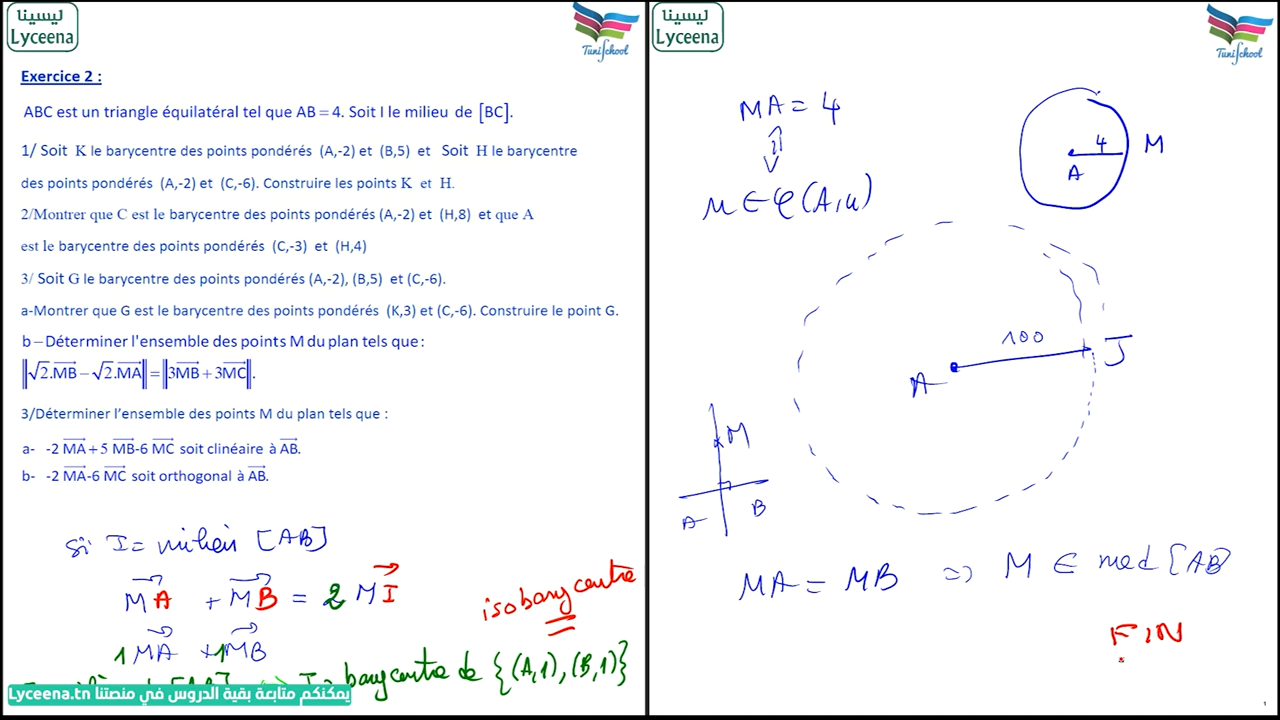 ليسينا
Lyceena
TuniSchool
Exercice 2 :
ABC est un triangle équilatéral tel que AB = 4. Soit I le milieu de [BC].
1/ Soit K le barycentre des points pondérés (A,-2) et (B,5) et Soit H le barycentre
des points pondérés (A,-2) et (C,-6). Construire les points K et H.
2/Montrer que C est le barycentre des points pondérés (A,-2) et (H,8) et que A
est le barycentre des points pondérés (C,-3) et (H,4)
3/ Soit G le barycentre des points pondérés (A,-2), (B,5) et (C,-6).
a-Montrer que G est le barycentre des points pondérés (K,3) et (C,-6). Construire le point G.
b – Déterminer l'ensemble des points M du plan tels que :
‖√2.MB⃗ − √2.MA⃗‖ = ‖3MB⃗ + 3MC⃗‖.
3/Déterminer l'ensemble des points M du plan tels que :
a- -2 MA⃗ + 5 MB⃗ -6 MC⃗ soit clinéaire à AB⃗.
b- -2 MA⃗ -6 MC⃗ soit orthogonal à AB⃗.
si I = milieu [AB]
MA⃗ + MB⃗ = 2 MI⃗
isobarycentre
1MA⃗ + 1MB⃗
[AB] I barycentre de {(A,1), (B,1)}
يمكنكم متابعة بقية الدروس في منصتنا Lyceena.tn
ليسينا
Lyceena
TuniSchool
MA = 4
⇕
M ∈ φ(A,4)
4
M
A
100
J
A
M
A
B
MA = MB ⇒ M ∈ med [AB]
FIN
1